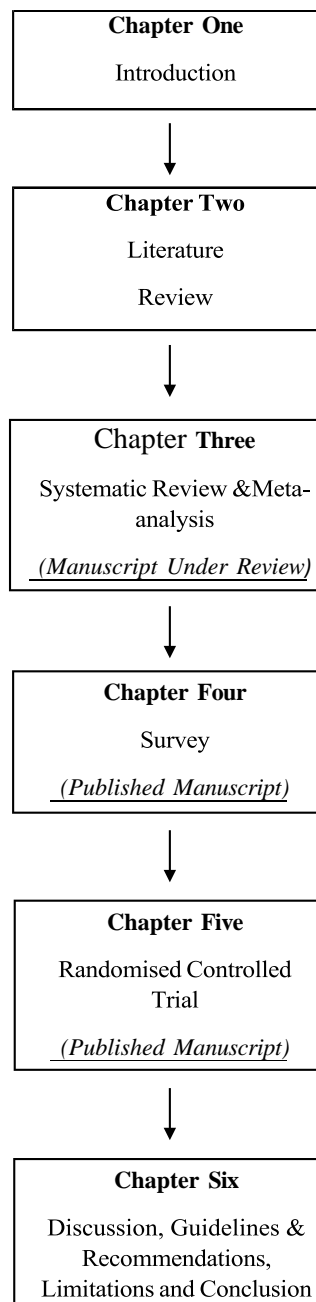 Chapter One
Introduction
Chapter Two
Literature
Review
Chapter Three
Systematic Review &Meta-
analysis
(Manuscript Under Review)
Chapter Four
Survey
(Published Manuscript)
Chapter Five
Randomised Controlled
Trial
(Published Manuscript)
Chapter Six
Discussion, Guidelines &
Recommendations,
Limitations and Conclusion